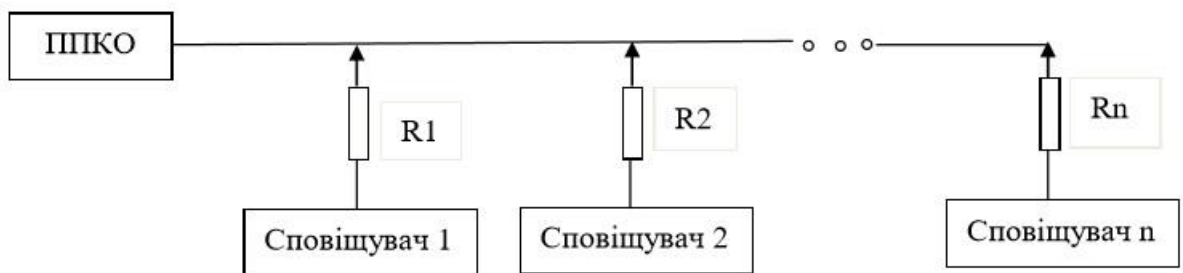 ППКО
R1
R2
Rn
Сповіщувач 1
Сповіщувач 2
Сповіщувач n